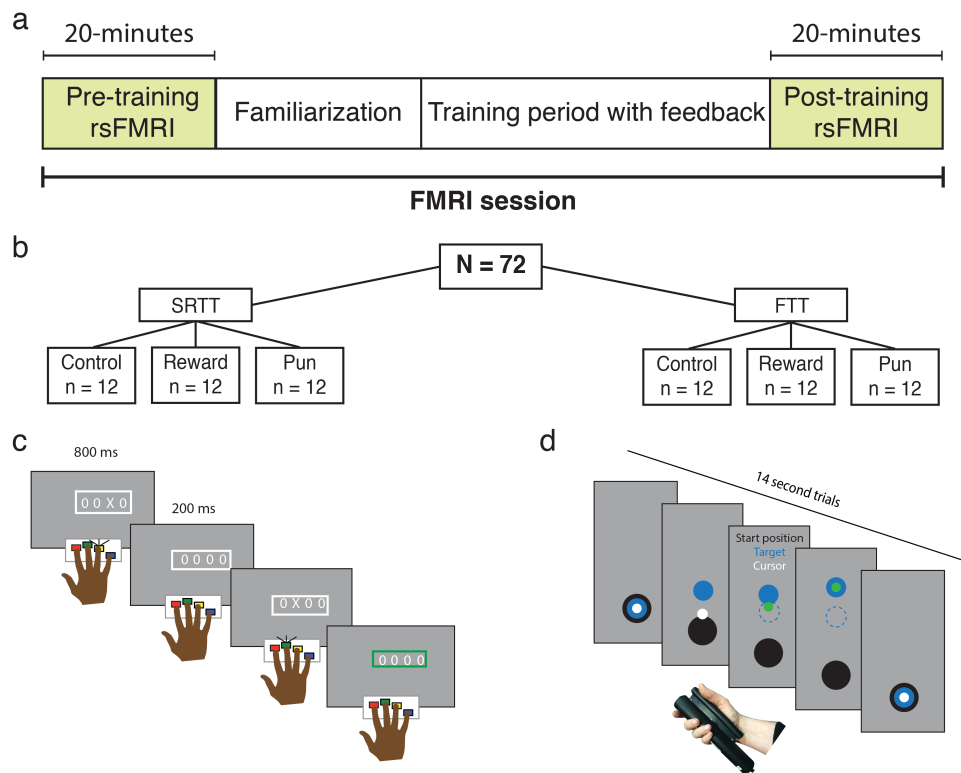 a
20-minutes
20-minutes
Pre-training
rsFMRI
Familiarization
Training period with feedback
Post-training
rsFMRI
FMRI session
b
N = 72
SRTT
FTT
Control
n = 12
Reward
n = 12
Pun
n = 12
Control
n = 12
Reward
n = 12
Pun
n = 12
c
800 ms
0 0 X 0
200 ms
0 0 0 0
0 X 0 0
0 0 0 0
d
14 second trials
Start position
Target
Cursor